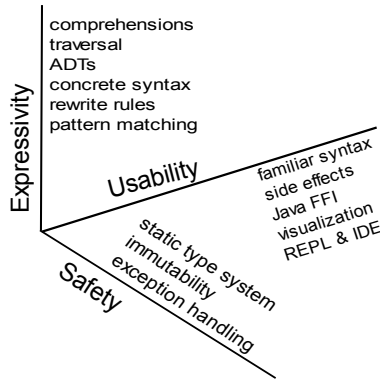 comprehensions
traversal
ADTs
concrete syntax
rewrite rules
pattern matching
Expressivity
Usability
familiar syntax
side effects
Java FFI
visualization
REPL & IDE
static type system
immutability
exception handling
Safety